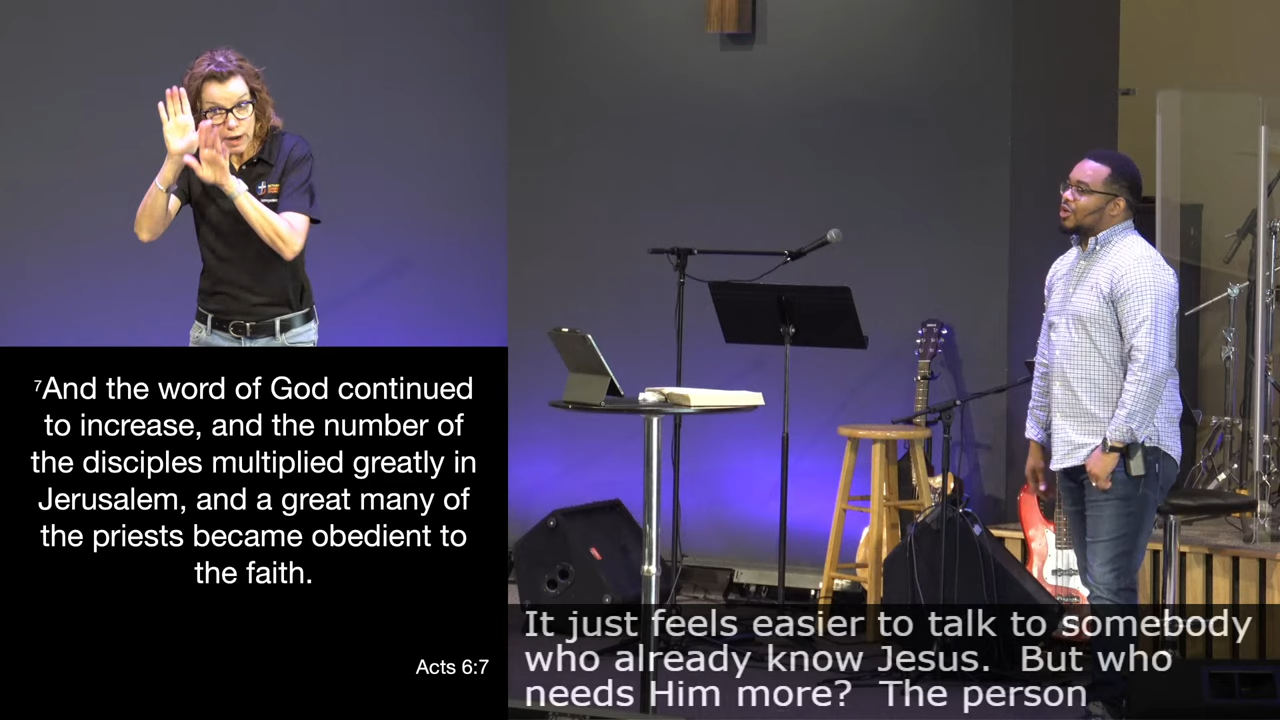 7And the word of God continued
to increase, and the number of
the disciples multiplied greatly in
Jerusalem, and a great many of
the priests became obedient to
the faith.
Acts 6:7
It just feels easier to talk to somebody
who already know Jesus.  But who
needs Him more?  The person